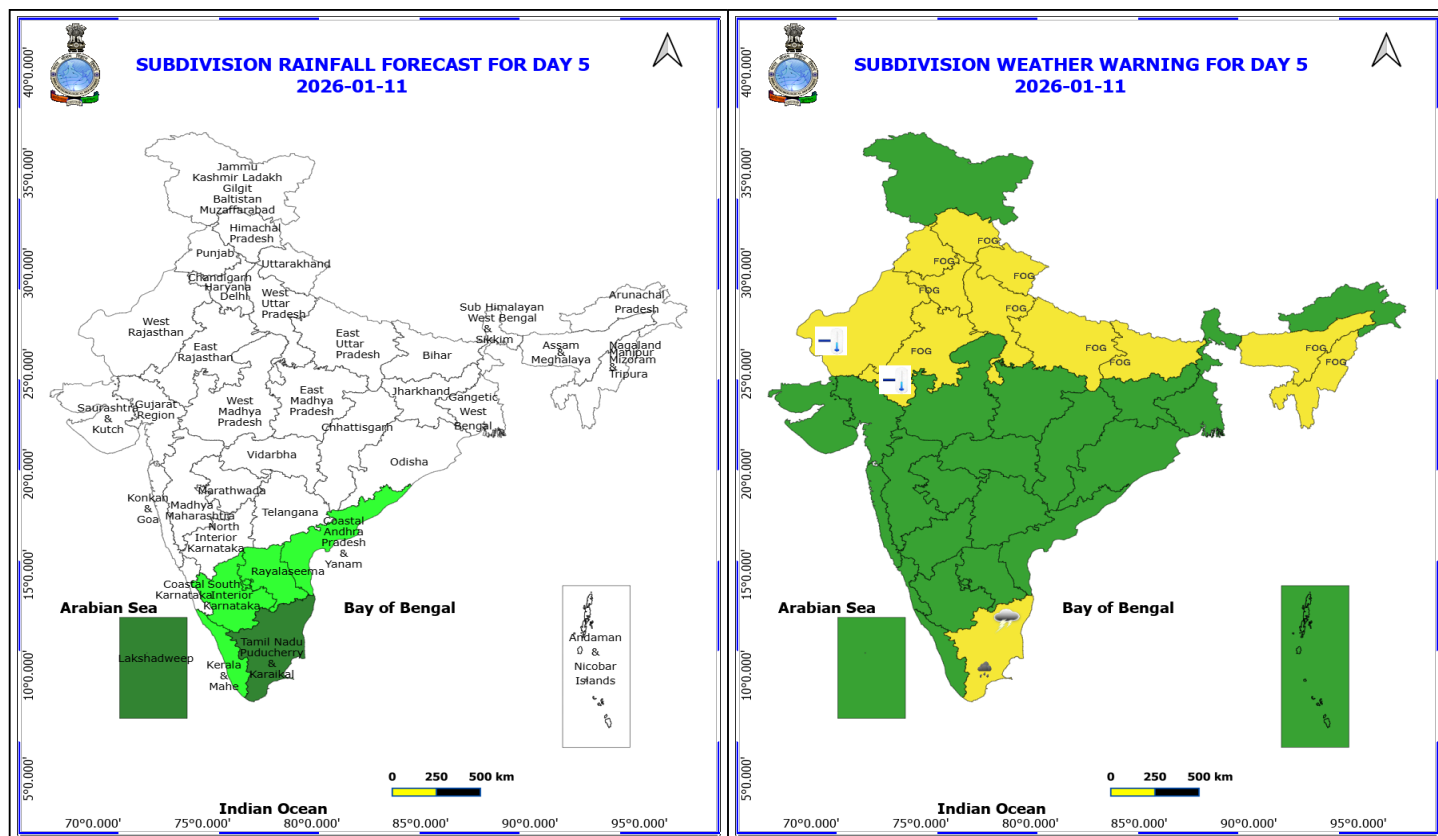 SUBDIVISION RAINFALL FORECAST FOR DAY 5
2026-01-11
40°0.000'
35°0.000'
30°0.000'
25°0.000'
20°0.000'
15°0.000'
10°0.000'
5°0.000'
Jammu
Kashmir Ladakh
Gilgit
Baltistan
Muzaffarabad
Himachal
Pradesh
Punjab
Uttarakhand
Chandigarh
Haryana
Delhi
West
Uttar
Pradesh
Arunachal
Pradesh
Sub Himalayan
West Bengal
&
Sikkim
West
Rajasthan
East
Rajasthan
East
Uttar
Pradesh
Bihar
Assam
&
Meghalaya
Nagaland
Manipur
Mizoram
&
Tripura
Jharkhand
Gangetic
West
Bengal
Saurashtra
&
Kutch
Gujarat
Region
West
Madhya
Pradesh
East
Madhya
Pradesh
Chhattisgarh
Vidarbha
Odisha
Konkan
&
Goa
Madhya
Maharashtra
Marathwada
Telangana
North
Interior
Karnataka
Coastal
Andhra
Pradesh
&
Yanam
Rayalaseema
Coastal
Karnataka
South
Interior
Karnataka
Arabian Sea
Bay of Bengal
Lakshadweep
Kerala
&
Mahe
Tamil Nadu
Puducherry
&
Karaikal
Andaman
&
Nicobar
Islands
0 250 500 km
Indian Ocean
70°0.000' 75°0.000' 80°0.000' 85°0.000' 90°0.000' 95°0.000'
SUBDIVISION WEATHER WARNING FOR DAY 5
2026-01-11
40°0.000'
35°0.000'
30°0.000'
25°0.000'
20°0.000'
15°0.000'
10°0.000'
5°0.000'
FOG
FOG
FOG
FOG
FOG
FOG
FOG
FOG
FOG
FOG
Arabian Sea
Bay of Bengal
0 250 500 km
Indian Ocean
70°0.000' 75°0.000' 80°0.000' 85°0.000' 90°0.000' 95°0.000'